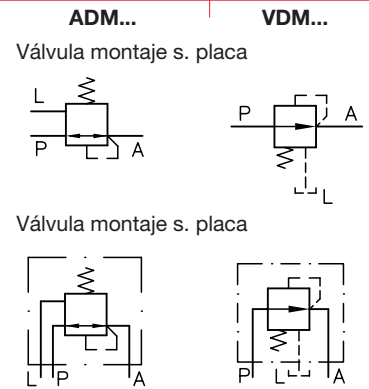 ADM... VDM...
Válvula montaje s. placa
L
P A
P A
L
Válvula montaje s. placa
L P A
P L A